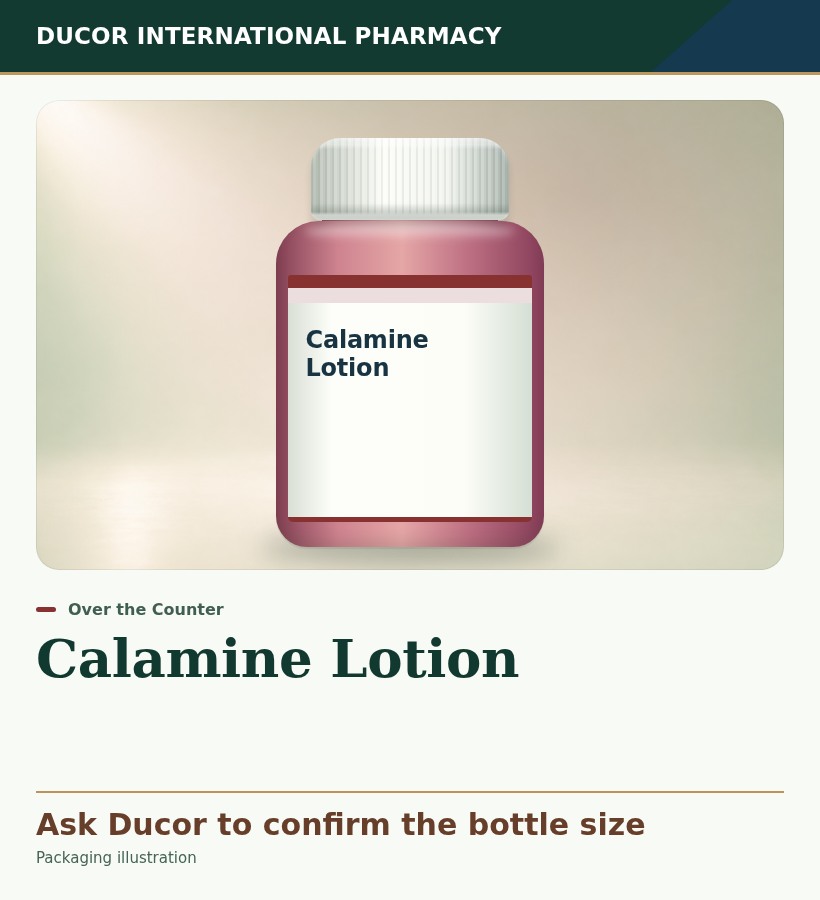 DUCOR INTERNATIONAL PHARMACY
Calamine
Lotion
Over the Counter
Calamine Lotion
Ask Ducor to confirm the bottle size
Packaging illustration